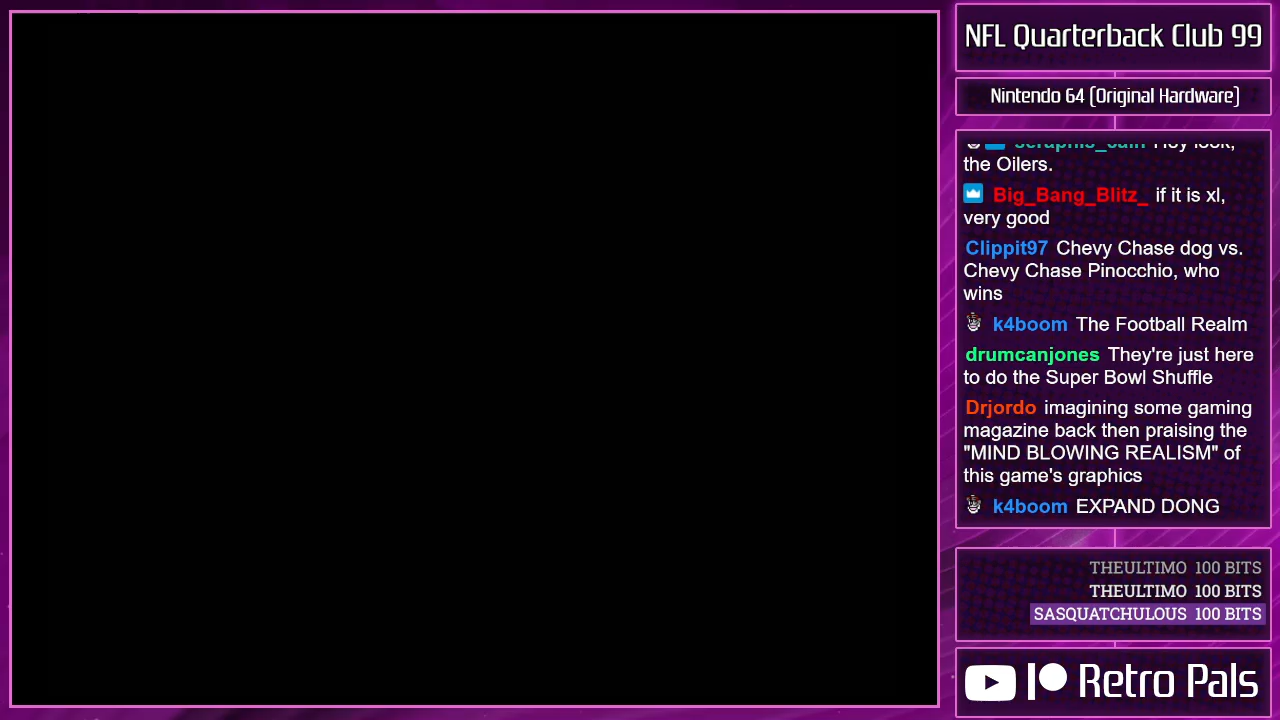 NFL Quarterback Club 99
Nintendo 64 (Original Hardware)
the Oilers.
Big_Bang_Blitz_ if it is xl,
very good
Clippit97 Chevy Chase dog vs.
Chevy Chase Pinocchio, who
wins
k4boom The Football Realm
drumcanjones They're just here
to do the Super Bowl Shuffle
Drjordo imagining some gaming
magazine back then praising the
"MIND BLOWING REALISM" of
this game's graphics
k4boom EXPAND DONG
THEULTIMO 100 BITS
THEULTIMO 100 BITS
SASQUATCHULOUS 100 BITS
Retro Pals